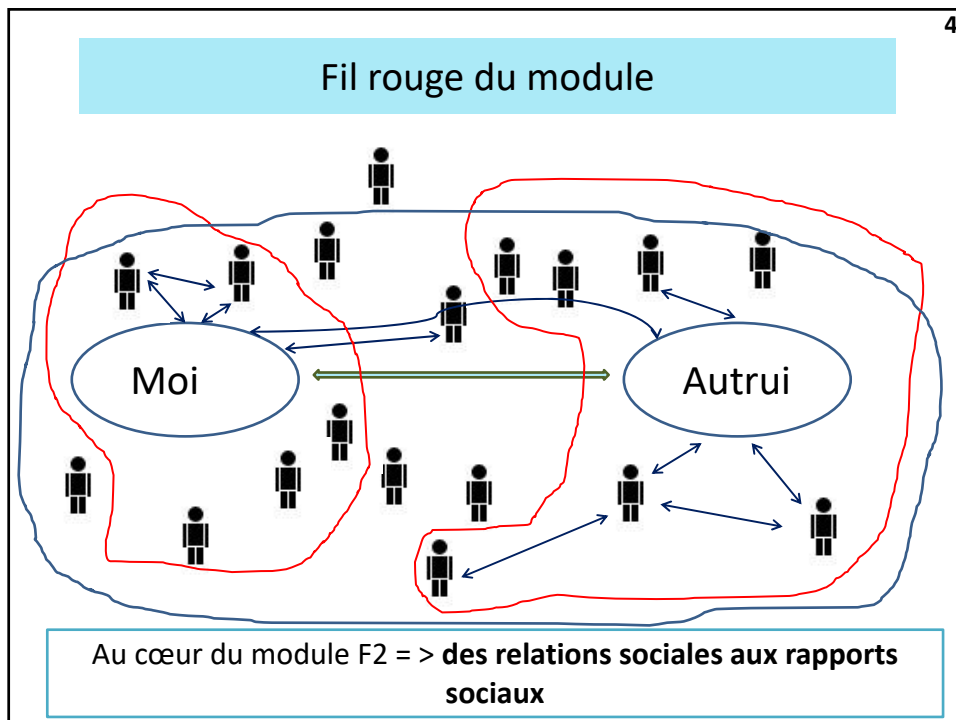 4
Fil rouge du module
Moi
Autrui
Au cœur du module F2 = > des relations sociales aux rapports
sociaux